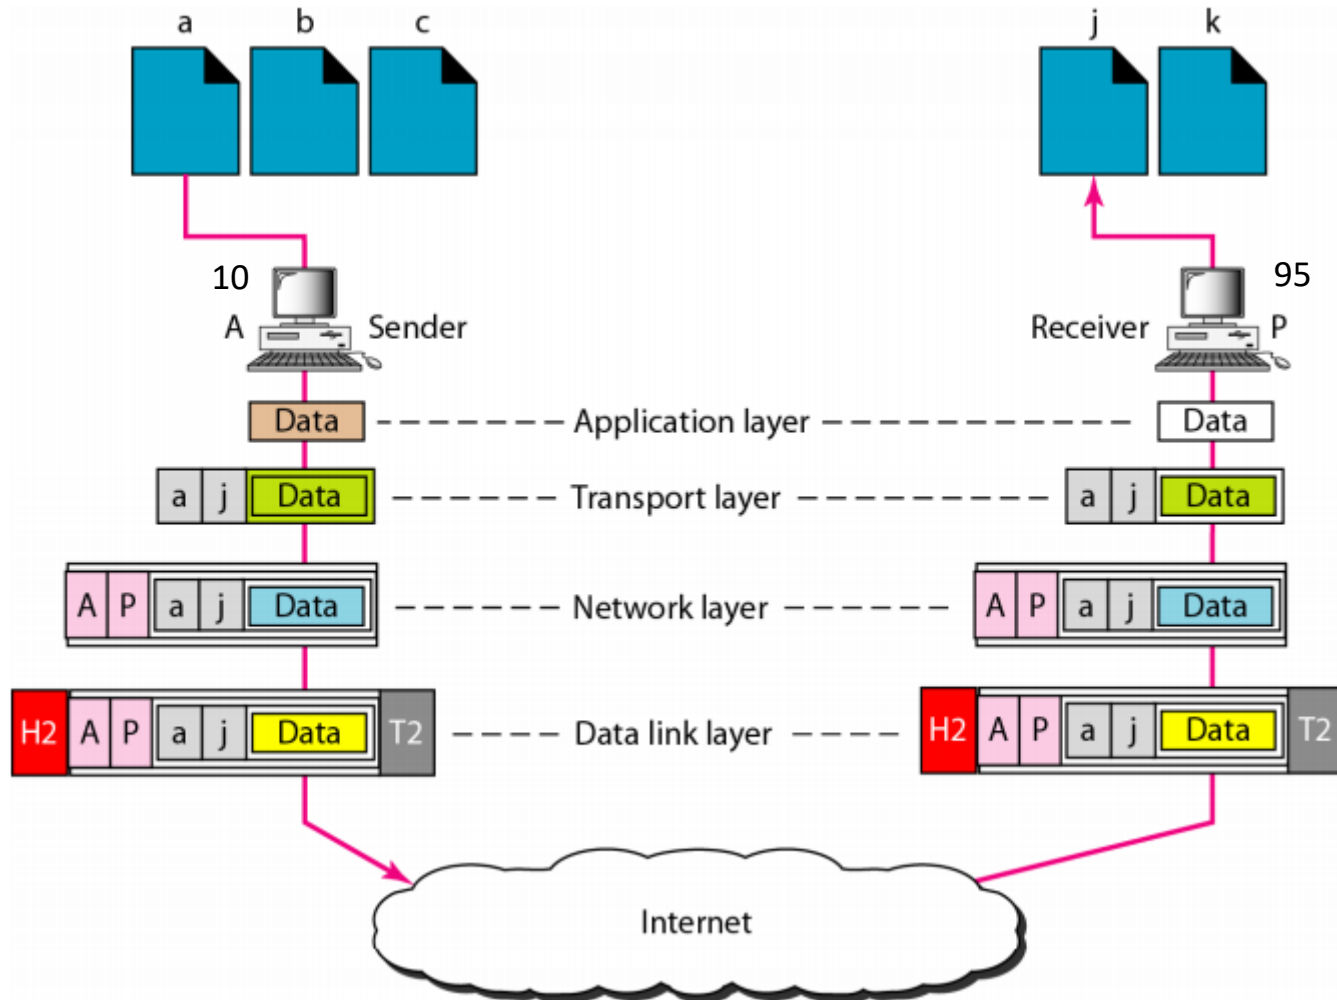 a b c j k
10 95
A Sender Receiver P
Data Application layer Data
a j Data Transport layer a j Data
A P a j Data Network layer A P a j Data
H2 A P a j Data T2 Data link layer H2 A P a j Data T2
Internet